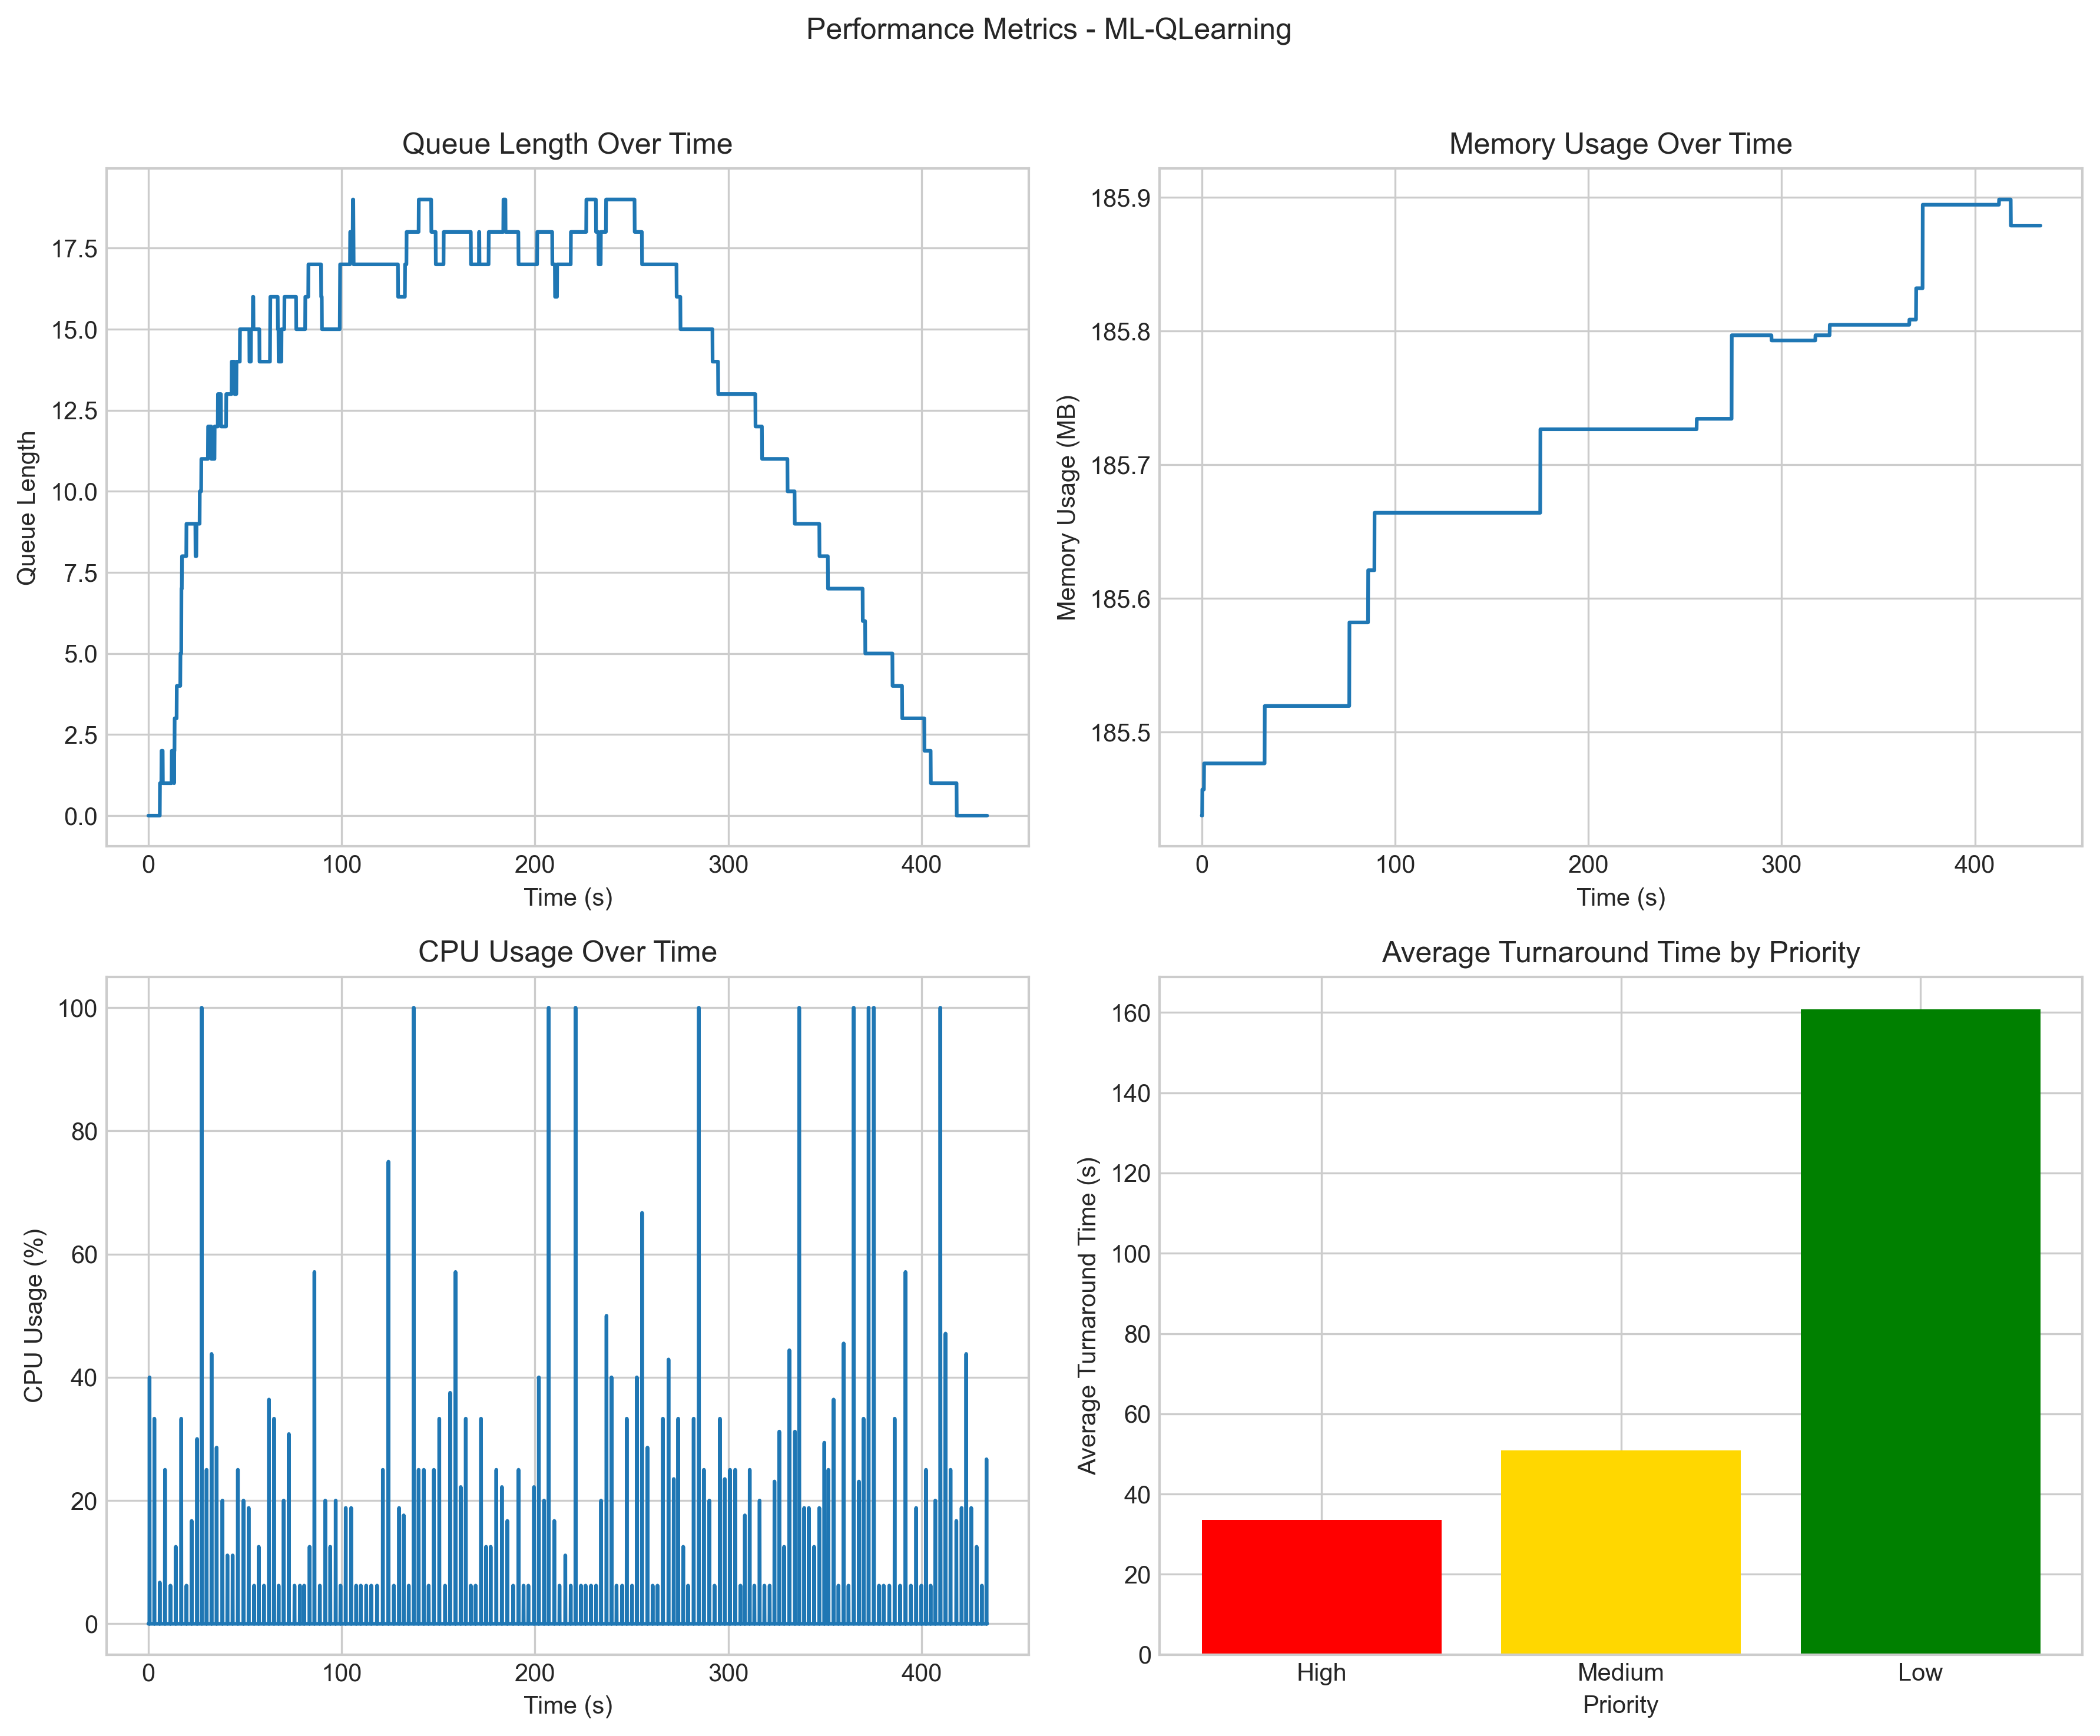 Performance Metrics - ML-QLearning
Queue Length Over Time
17.5
15.0
12.5
10.0
7.5
5.0
2.5
0.0
Queue Length
0 100 200 300 400
Time (s)
Memory Usage Over Time
185.9
185.8
185.7
185.6
185.5
Memory Usage (MB)
0 100 200 300 400
Time (s)
CPU Usage Over Time
100
80
60
40
20
0
CPU Usage (%)
0 100 200 300 400
Time (s)
Average Turnaround Time by Priority
160
140
120
100
80
60
40
20
0
Average Turnaround Time (s)
High Medium Low
Priority